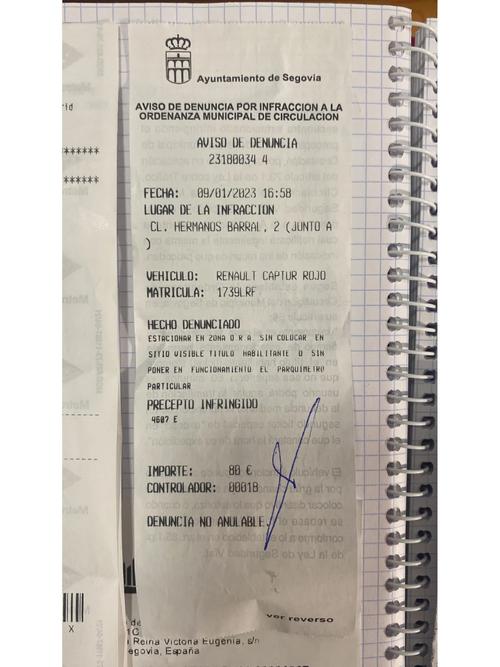 Ayuntamiento de Segovia
AVISO DE DENUNCIA POR INFRACCION A LA
ORDENANZA MUNICIPAL DE CIRCULACION
AVISO DE DENUNCIA
23180034 4
FECHA: 09/01/2023 16:58
LUGAR DE LA INFRACCION
CL. HERMANOS BARRAL, 2 (JUNTO A
)
VEHICULO: RENAULT CAPTUR ROJO
MATRICULA: 1739LRF
HECHO DENUNCIADO
ESTACIONAR EN ZONA O.R.A. SIN COLOCAR EN
SITIO VISIBLE TITULO HABILITANTE O SIN
PONER EN FUNCIONAMIENTO EL PARQUIMETRO
PARTICULAR
PRECEPTO INFRINGIDO
4607 E
IMPORTE: 80 €
CONTROLADOR: 00018
DENUNCIA NO ANULABLE.
ver reverso
Reina Victoria Eugenia, s/n
egovia, España
rid
*******
*******
X